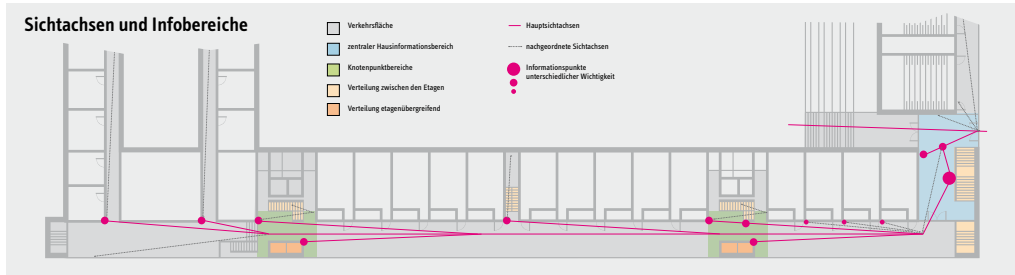 Sichtachsen und Infobereiche
Verkehrsfläche
zentraler Hausinformationsbereich
Knotenpunktbereiche
Verteilung zwischen den Etagen
Verteilung etagenübergreifend
Hauptsichtachsen
nachgeordnete Sichtachsen
Informationspunkte
unterschiedlicher Wichtigkeit